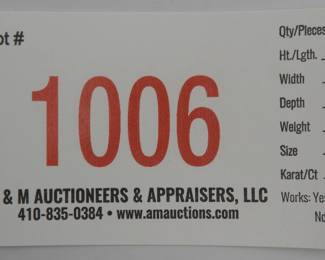 ot #
1006
& M AUCTIONEERS & APPRAISERS, LLC
410-835-0384 • www.amauctions.com
Qty/Pieces
Ht./Lgth.
Width
Depth
Weight
Size
Karat/Ct
Works: Yes
No